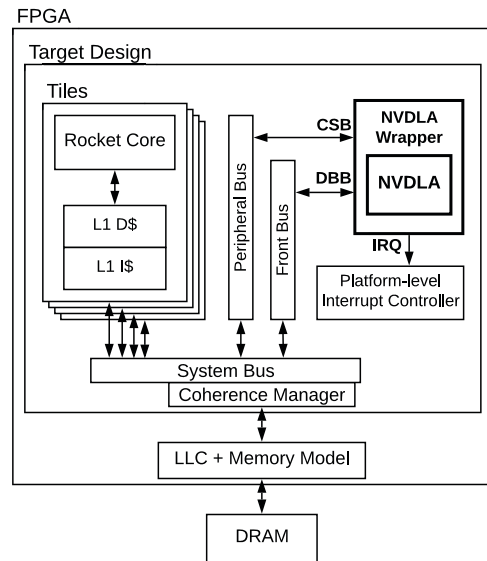 FPGA
Target Design
Tiles
Rocket Core
L1 D$
L1 I$
Peripheral Bus
Front Bus
CSB
DBB
NVDLA
Wrapper
NVDLA
IRQ
Platform-level
Interrupt Controller
System Bus
Coherence Manager
LLC + Memory Model
DRAM